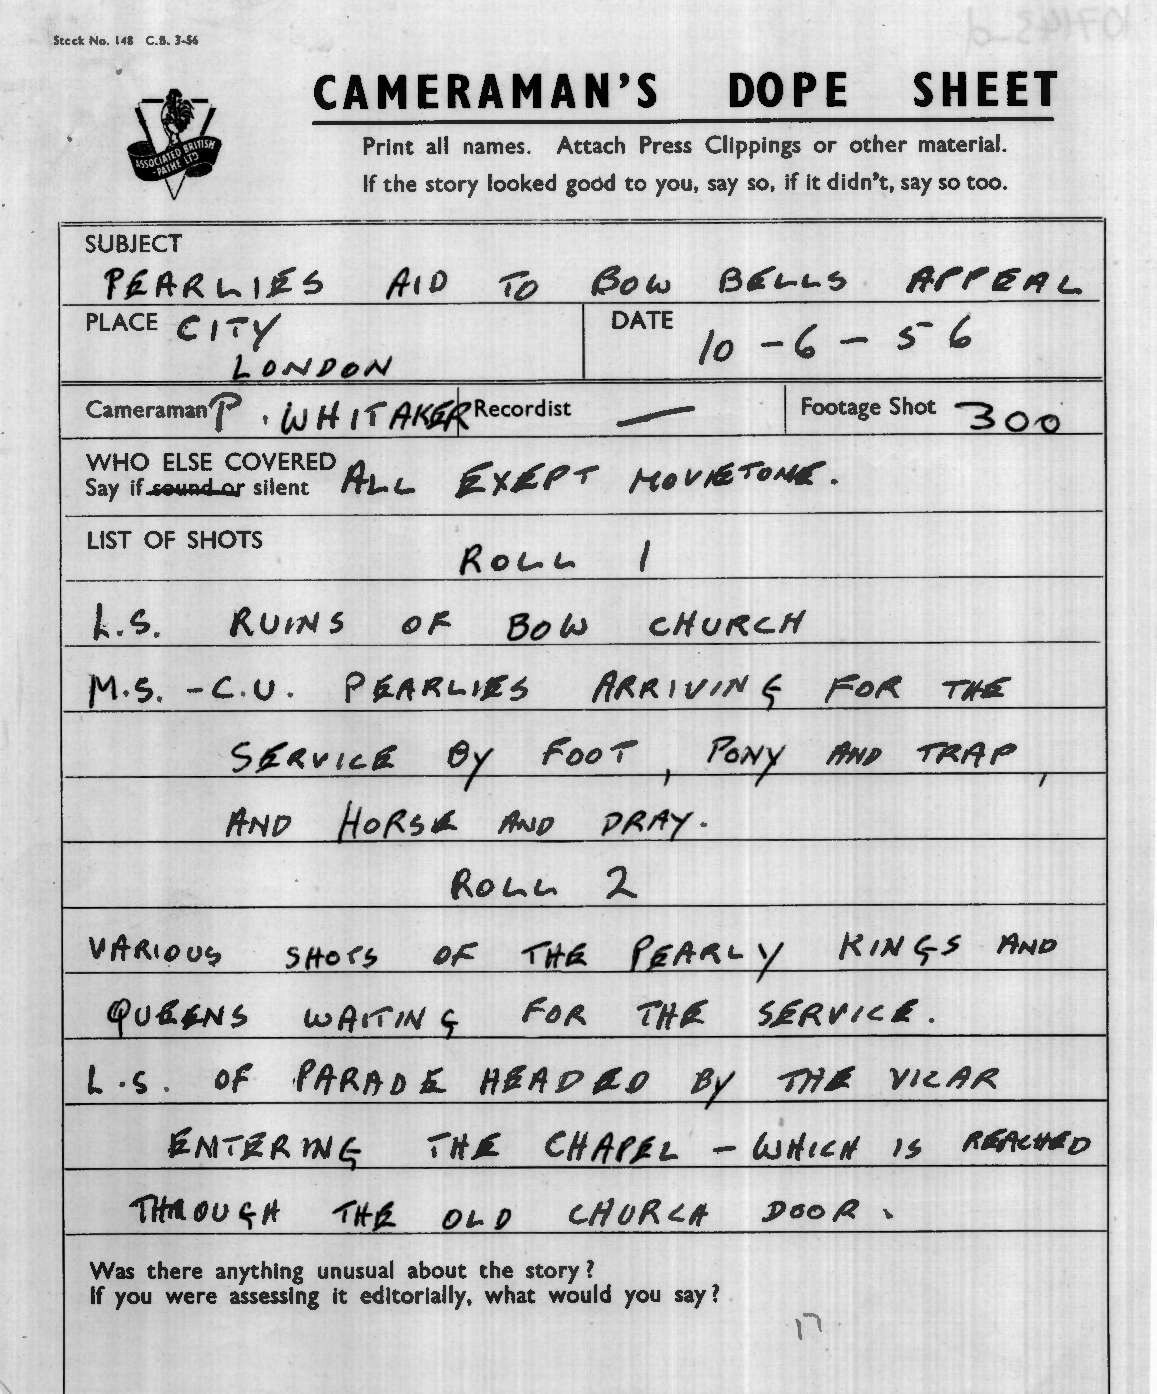 Stock No. 148 C.B. 3-56
CAMERAMAN'S DOPE SHEET
ASSOCIATED BRITISH
-PATHE LTD
Print all names. Attach Press Clippings or other material.
If the story looked good to you, say so, if it didn't, say so too.
SUBJECT
PEARLIES AID TO BOW BELLS APPEAL
PLACE CITY
LONDON
DATE 10-6-56
Cameraman P. WHITAKER Recordist — Footage Shot 300
WHO ELSE COVERED
Say if sound or silent ALL EXEPT MOVIETONE.
LIST OF SHOTS
ROLL 1
L.S. RUINS OF BOW CHURCH
M.S. -C.U. PEARLIES ARRIVING FOR THE
SERVICE BY FOOT, PONY AND TRAP,
AND HORSE AND DRAY.
ROLL 2
VARIOUS SHOTS OF THE PEARLY KINGS AND
QUEENS WAITING FOR THE SERVICE.
L.S. OF PARADE HEADED BY THE VICAR
ENTERING THE CHAPEL - WHICH IS REACHED
THROUGH THE OLD CHURCH DOOR.
Was there anything unusual about the story?
If you were assessing it editorially, what would you say?
17